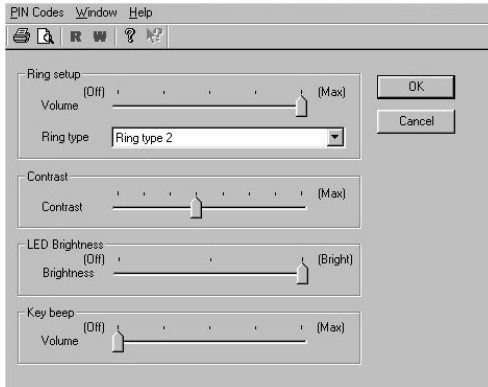 PIN Codes Window Help
R W ? ?
Ring setup
(Off) (Max)
Volume
Ring type Ring type 2
OK
Cancel
Contrast
(Max)
Contrast
LED Brightness
(Off) (Bright)
Brightness
Key beep
(Off) (Max)
Volume